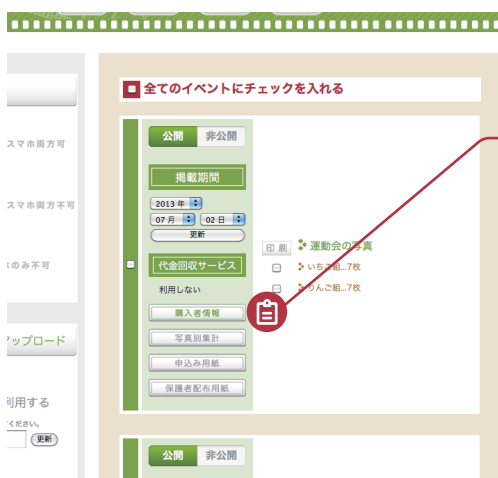 全てのイベントにチェックを入れる
スマホ両方可
スマホ両方不可
のみ不可
アップロード
利用する
ください。
更新
公開 非公開
掲載期間
2013 年
07 月 02 日
更新
代金回収サービス
利用しない
購入者情報
写真別集計
申込み用紙
保護者配布用紙
印刷 運動会の写真
いちご組...7枚
りんご組...7枚
公開 非公開